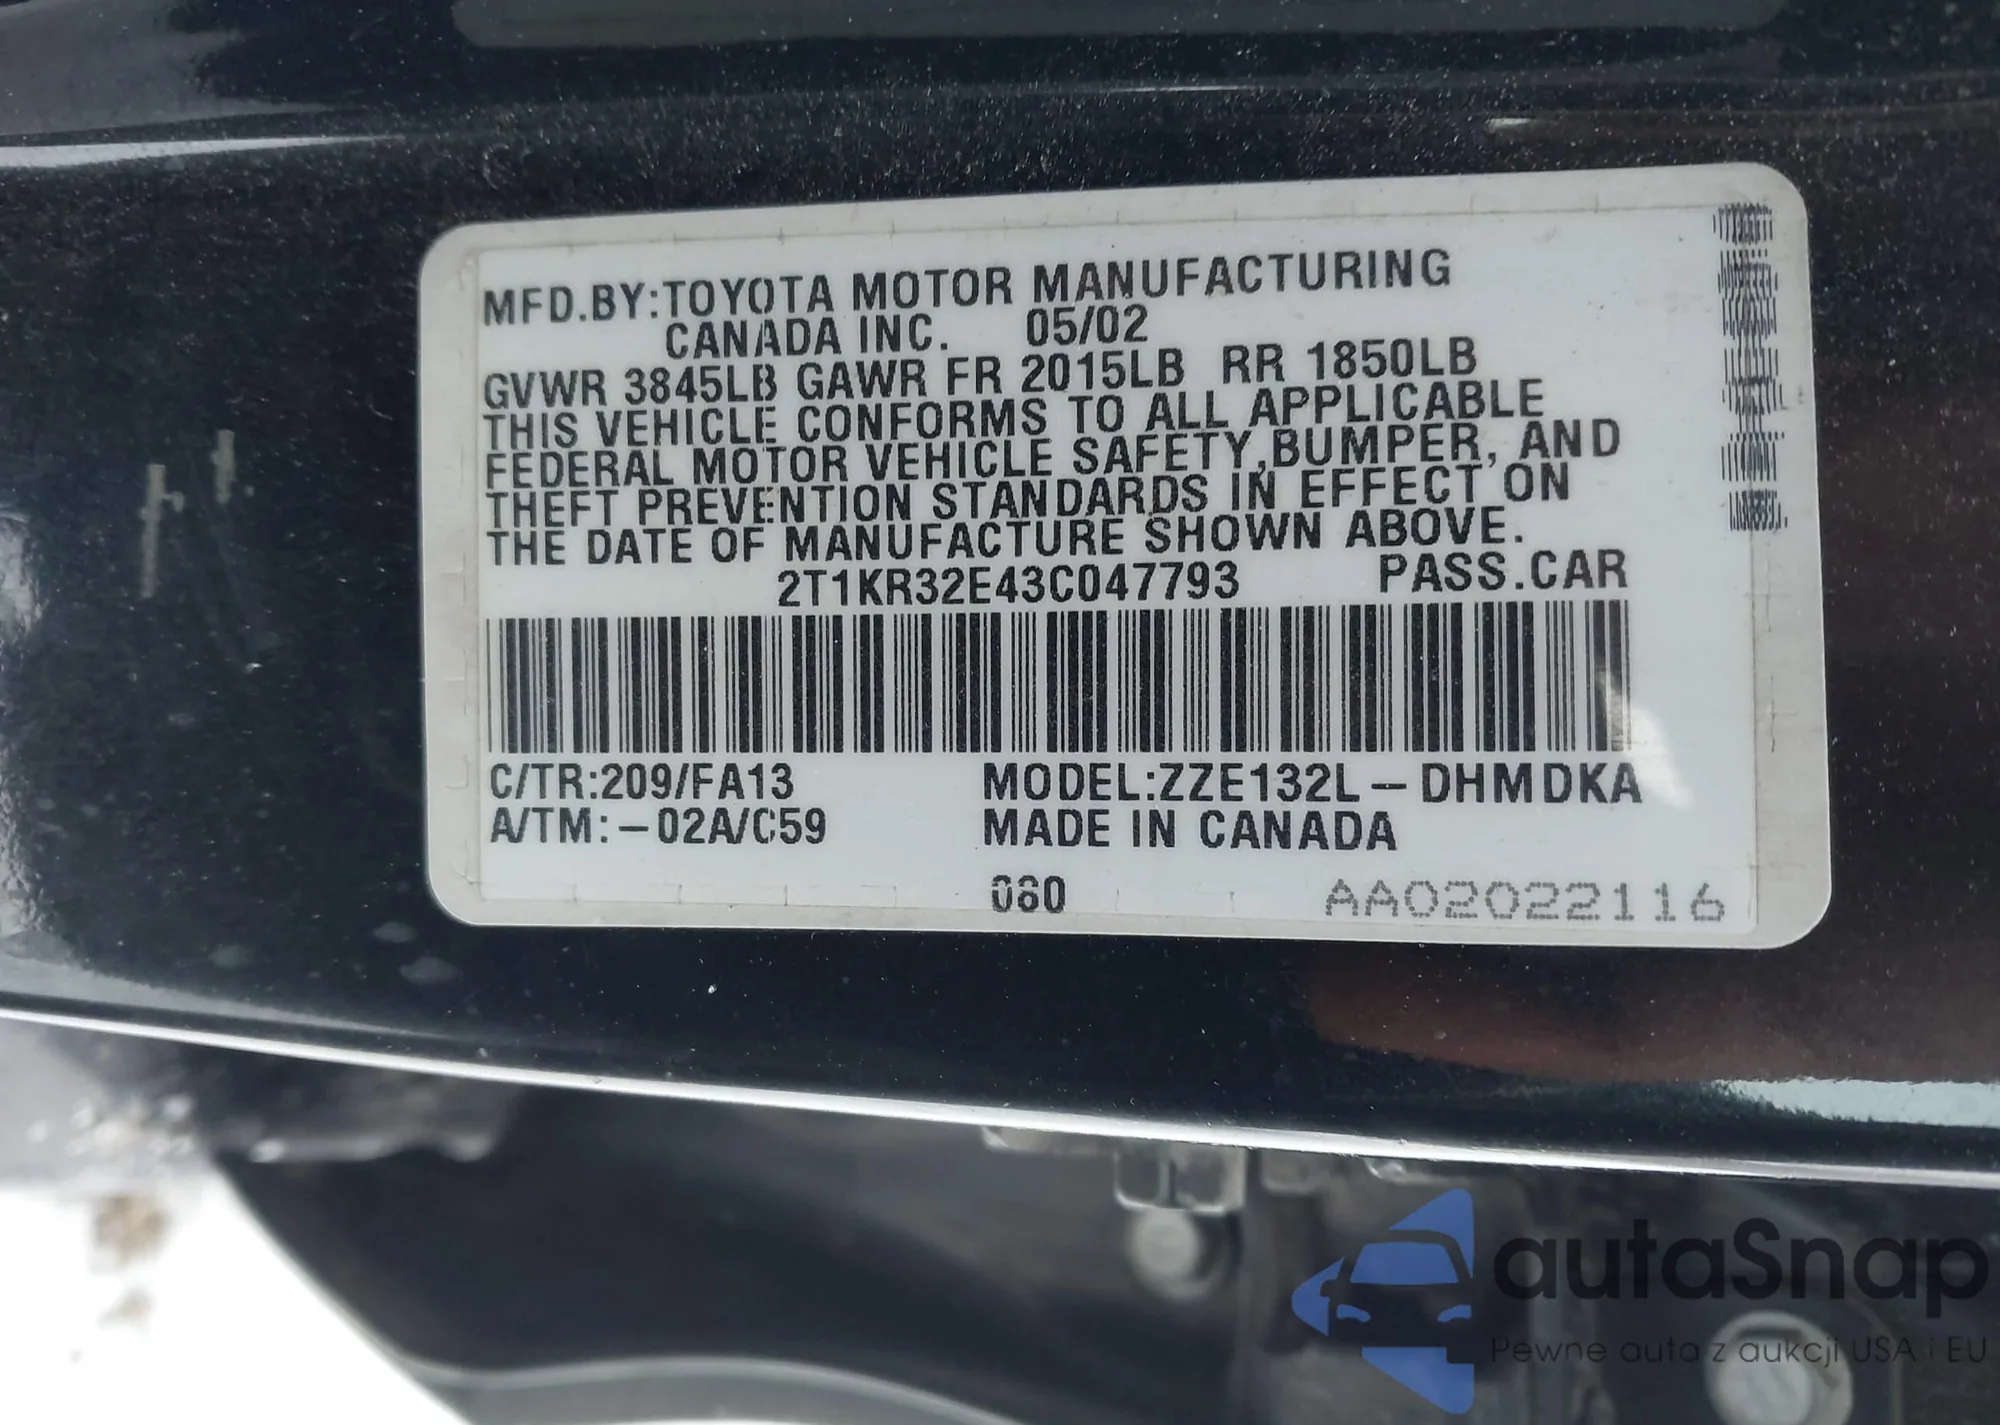 MFD.BY:TOYOTA MOTOR MANUFACTURING
CANADA INC. 05/02
GVWR 3845LB GAWR FR 2015LB RR 1850LB
THIS VEHICLE CONFORMS TO ALL APPLICABLE
FEDERAL MOTOR VEHICLE SAFETY,BUMPER, AND
THEFT PREVENTION STANDARDS IN EFFECT ON
THE DATE OF MANUFACTURE SHOWN ABOVE.
2T1KR32E43C047793 PASS.CAR
C/TR:209/FA13 MODEL:ZZE132L-DHMDKA
A/TM:-02A/C59 MADE IN CANADA
060 AA02022116
autoSnap
Pewne auta z aukcji USA i EU